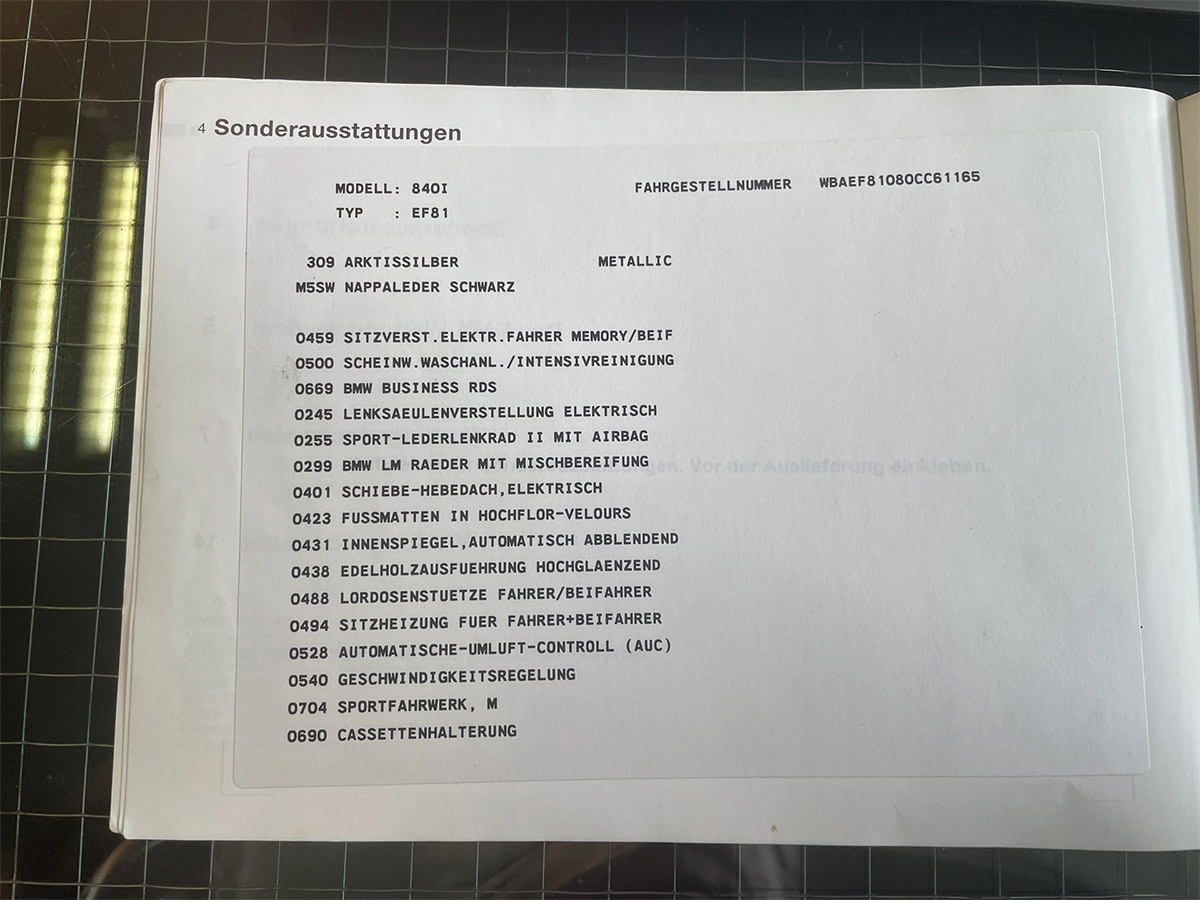 4 Sonderausstattungen
MODELL: 840I FAHRGESTELLNUMMER WBAEF81080CC61165
TYP : EF81
309 ARKTISSILBER METALLIC
M5SW NAPPALEDER SCHWARZ
0459 SITZVERST.ELEKTR.FAHRER MEMORY/BEIF
0500 SCHEINW.WASCHANL./INTENSIVREINIGUNG
0669 BMW BUSINESS RDS
0245 LENKSAEULENVERSTELLUNG ELEKTRISCH
0255 SPORT-LEDERLENKRAD II MIT AIRBAG
0299 BMW LM RAEDER MIT MISCHBEREIFUNG
0401 SCHIEBE-HEBEDACH,ELEKTRISCH
0423 FUSSMATTEN IN HOCHFLOR-VELOURS
0431 INNENSPIEGEL,AUTOMATISCH ABBLENDEND
0438 EDELHOLZAUSFUEHRUNG HOCHGLAENZEND
0488 LORDOSENSTUETZE FAHRER/BEIFAHRER
0494 SITZHEIZUNG FUER FAHRER+BEIFAHRER
0528 AUTOMATISCHE-UMLUFT-CONTROLL (AUC)
0540 GESCHWINDIGKEITSREGELUNG
0704 SPORTFAHRWERK, M
0690 CASSETTENHALTERUNG